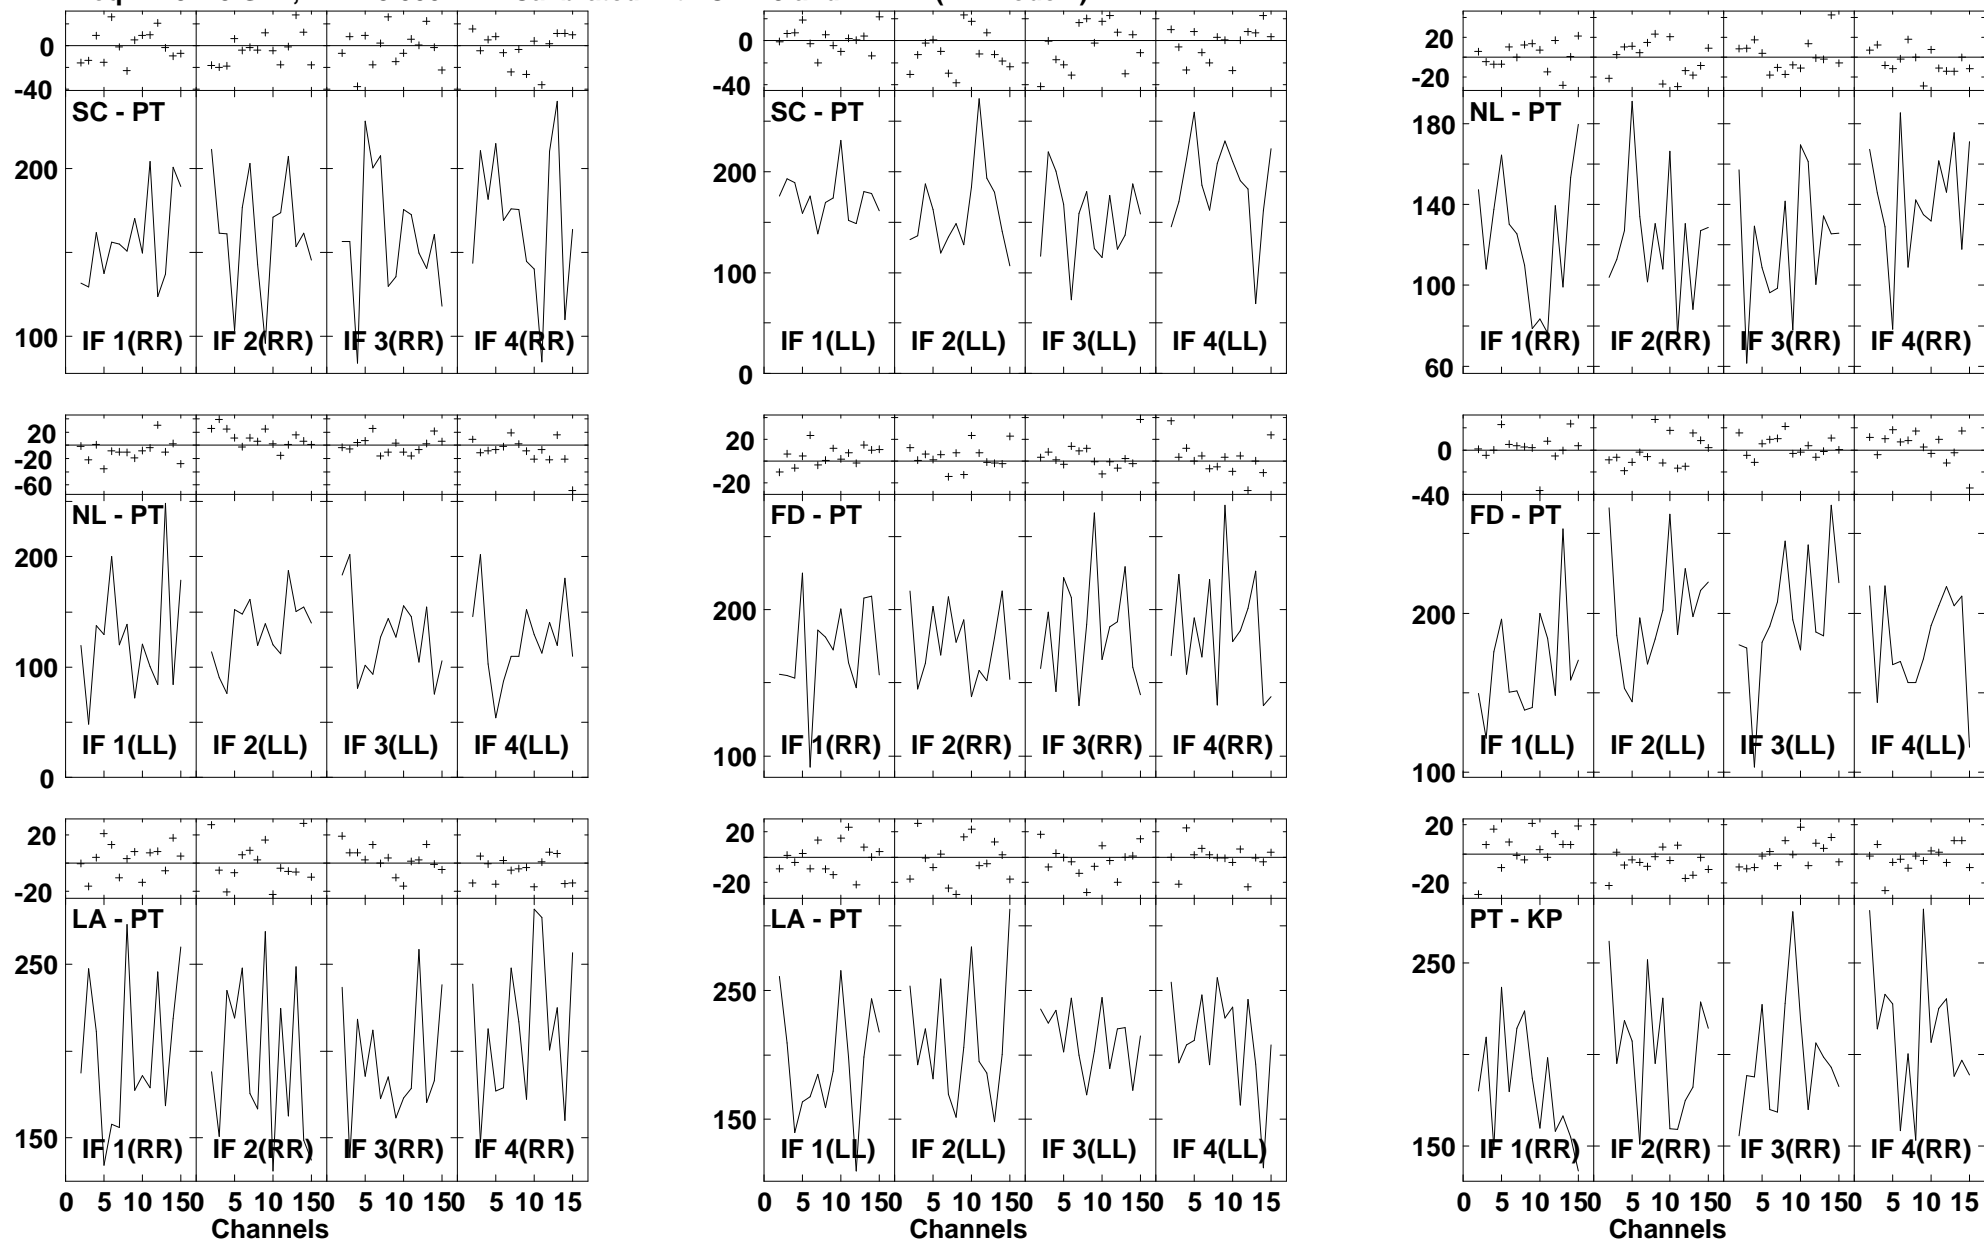 0
-40
SC - PT
200
100
IF 1(RR) IF 2(RR) IF 3(RR) IF 4(RR)
0
-40
SC - PT
200
100
0
IF 1(LL) IF 2(LL) IF 3(LL) IF 4(LL)
20
-20
NL - PT
180
140
100
60
IF 1(RR) IF 2(RR) IF 3(RR) IF 4(RR)
20
-20
-60
NL - PT
200
100
0
IF 1(LL) IF 2(LL) IF 3(LL) IF 4(LL)
20
-20
FD - PT
200
100
IF 1(RR) IF 2(RR) IF 3(RR) IF 4(RR)
0
-40
FD - PT
200
100
IF 1(LL) IF 2(LL) IF 3(LL) IF 4(LL)
20
-20
LA - PT
250
150
IF 1(RR) IF 2(RR) IF 3(RR) IF 4(RR)
0 5 10 150 5 10 150 5 10 150 5 10 15
Channels
20
-20
LA - PT
250
150
IF 1(LL) IF 2(LL) IF 3(LL) IF 4(LL)
0 5 10 150 5 10 150 5 10 150 5 10 15
Channels
20
-20
PT - KP
250
150
IF 1(RR) IF 2(RR) IF 3(RR) IF 4(RR)
0 5 10 150 5 10 150 5 10 150 5 10 15
Channels